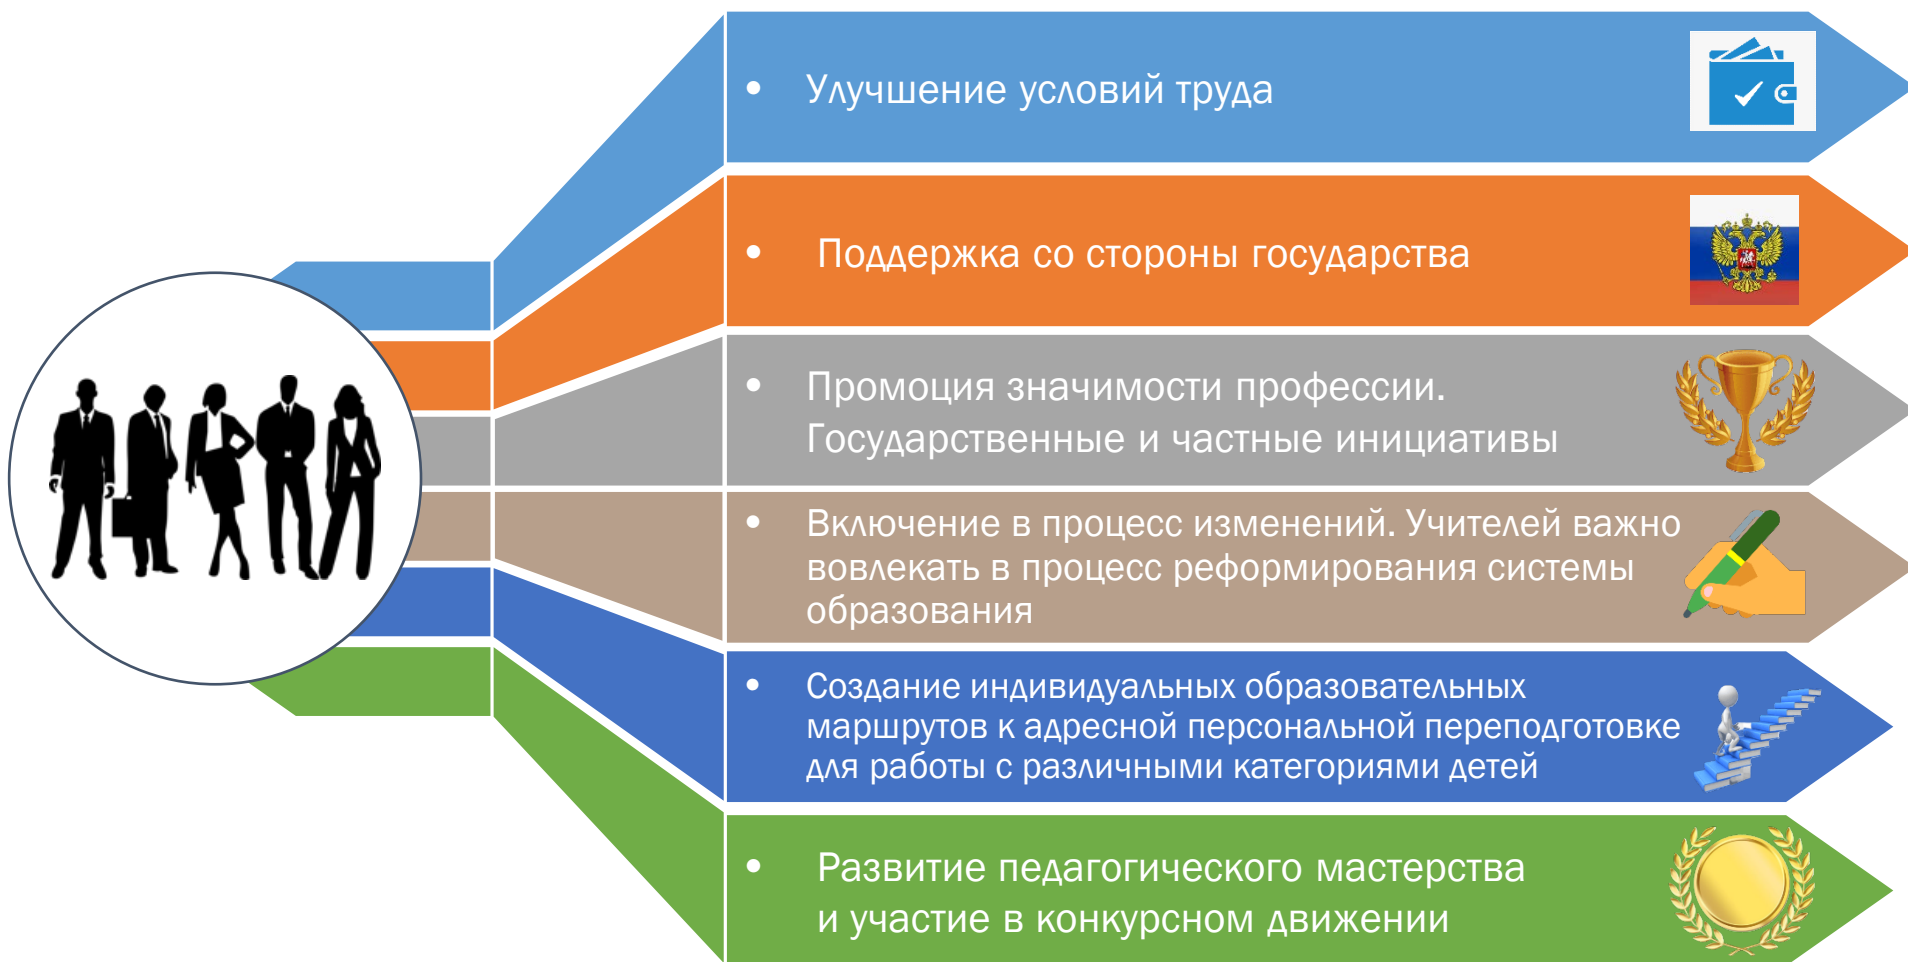 • Улучшение условий труда
• Поддержка со стороны государства
• Промоция значимости профессии.
Государственные и частные инициативы
• Включение в процесс изменений. Учителей важно
вовлекать в процесс реформирования системы
образования
• Создание индивидуальных образовательных
маршрутов к адресной персональной переподготовке
для работы с различными категориями детей
• Развитие педагогического мастерства
и участие в конкурсном движении